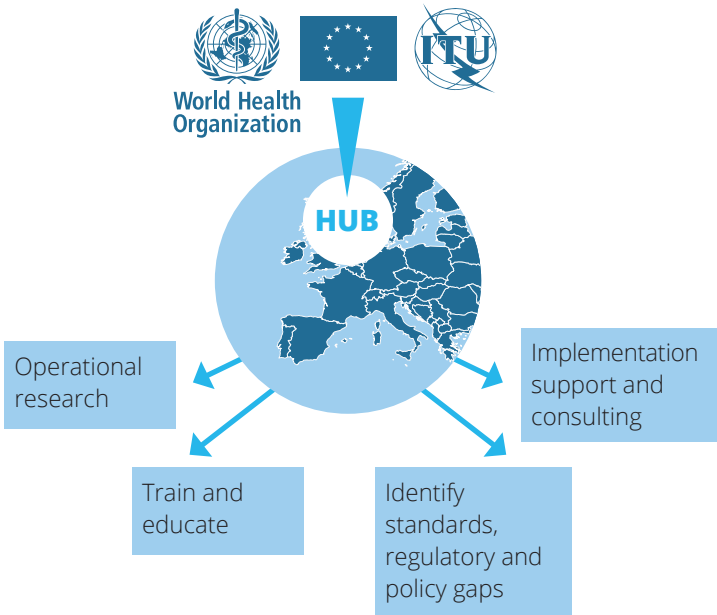 ITU
World Health
Organization
HUB
Operational
research
Implementation
support and
consulting
Train and
educate
Identify
standards,
regulatory and
policy gaps